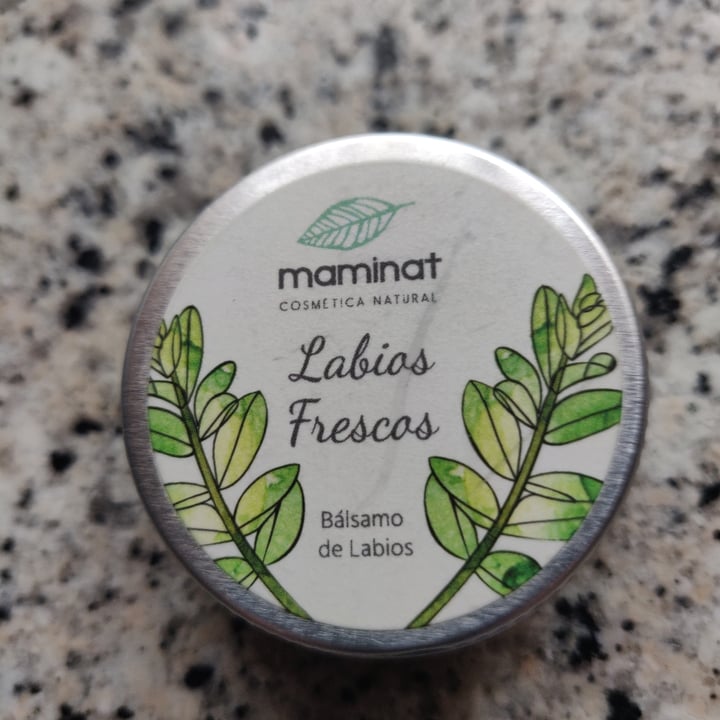 maminat
COSMÉTICA NATURAL
Labios
Frescos
Bálsamo
de Labios